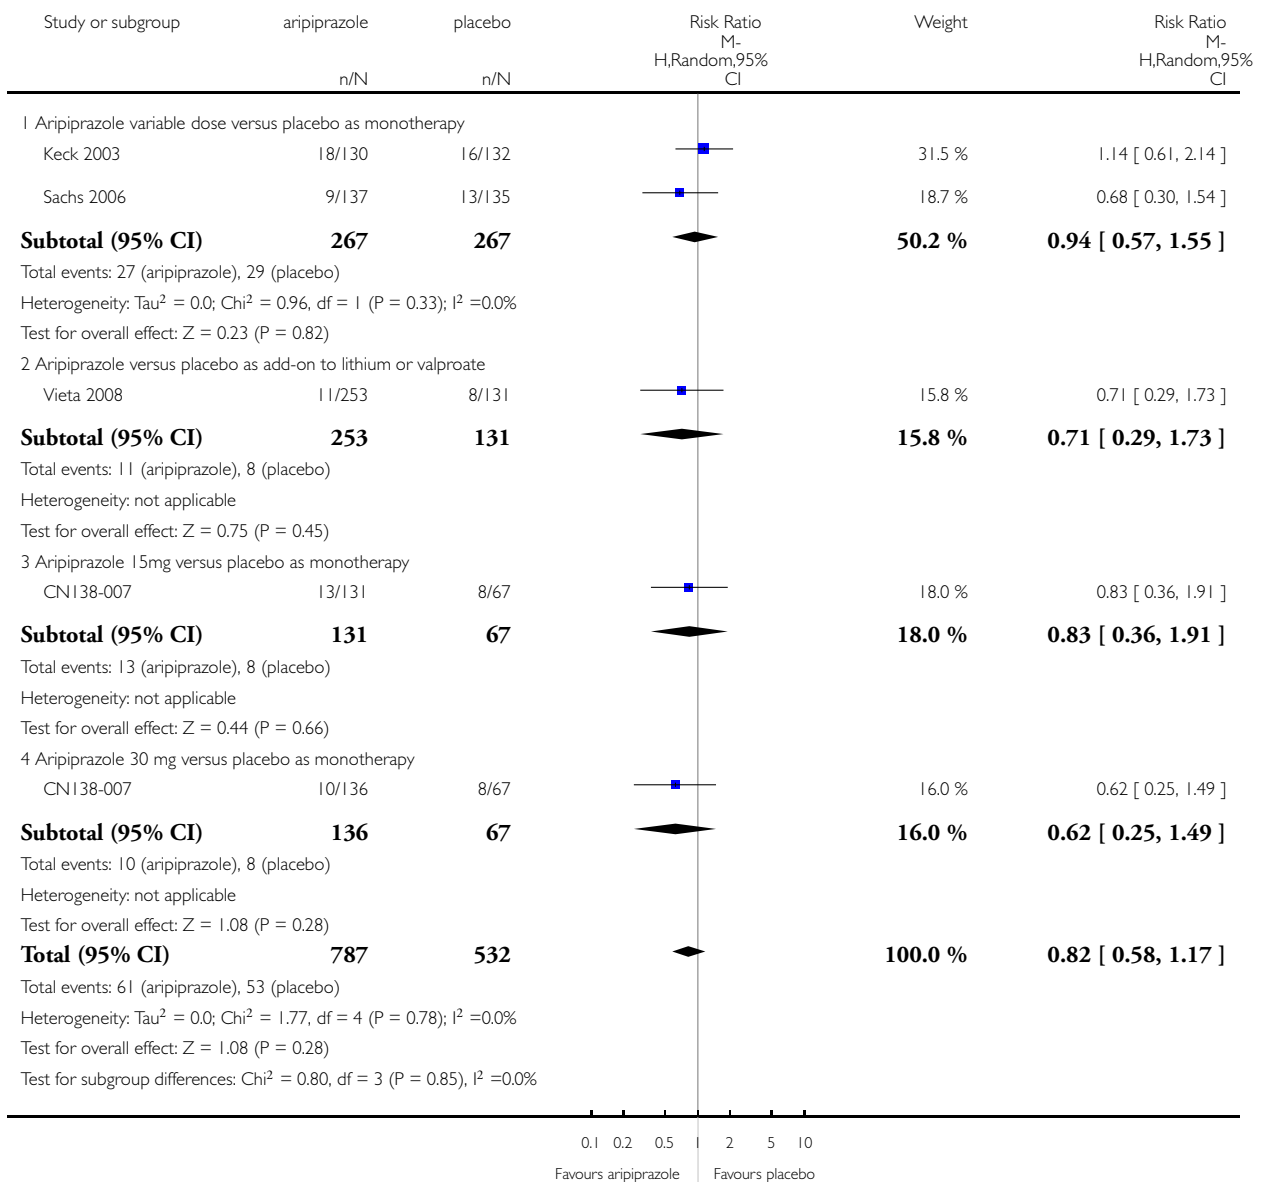 Study or subgroup aripiprazole placebo Risk Ratio Weight Risk Ratio
M- M-
H,Random,95% H,Random,95%
n/N n/N CI CI
1 Aripiprazole variable dose versus placebo as monotherapy
Keck 2003 18/130 16/132 31.5 % 1.14 [ 0.61, 2.14 ]
Sachs 2006 9/137 13/135 18.7 % 0.68 [ 0.30, 1.54 ]
Subtotal (95% CI) 267 267 50.2 % 0.94 [ 0.57, 1.55 ]
Total events: 27 (aripiprazole), 29 (placebo)
Heterogeneity: Tau² = 0.0; Chi² = 0.96, df = 1 (P = 0.33); I² =0.0%
Test for overall effect: Z = 0.23 (P = 0.82)
2 Aripiprazole versus placebo as add-on to lithium or valproate
Vieta 2008 11/253 8/131 15.8 % 0.71 [ 0.29, 1.73 ]
Subtotal (95% CI) 253 131 15.8 % 0.71 [ 0.29, 1.73 ]
Total events: 11 (aripiprazole), 8 (placebo)
Heterogeneity: not applicable
Test for overall effect: Z = 0.75 (P = 0.45)
3 Aripiprazole 15mg versus placebo as monotherapy
CN138-007 13/131 8/67 18.0 % 0.83 [ 0.36, 1.91 ]
Subtotal (95% CI) 131 67 18.0 % 0.83 [ 0.36, 1.91 ]
Total events: 13 (aripiprazole), 8 (placebo)
Heterogeneity: not applicable
Test for overall effect: Z = 0.44 (P = 0.66)
4 Aripiprazole 30 mg versus placebo as monotherapy
CN138-007 10/136 8/67 16.0 % 0.62 [ 0.25, 1.49 ]
Subtotal (95% CI) 136 67 16.0 % 0.62 [ 0.25, 1.49 ]
Total events: 10 (aripiprazole), 8 (placebo)
Heterogeneity: not applicable
Test for overall effect: Z = 1.08 (P = 0.28)
Total (95% CI) 787 532 100.0 % 0.82 [ 0.58, 1.17 ]
Total events: 61 (aripiprazole), 53 (placebo)
Heterogeneity: Tau² = 0.0; Chi² = 1.77, df = 4 (P = 0.78); I² =0.0%
Test for overall effect: Z = 1.08 (P = 0.28)
Test for subgroup differences: Chi² = 0.80, df = 3 (P = 0.85), I² =0.0%
0.1 0.2 0.5 1 2 5 10
Favours aripiprazole Favours placebo